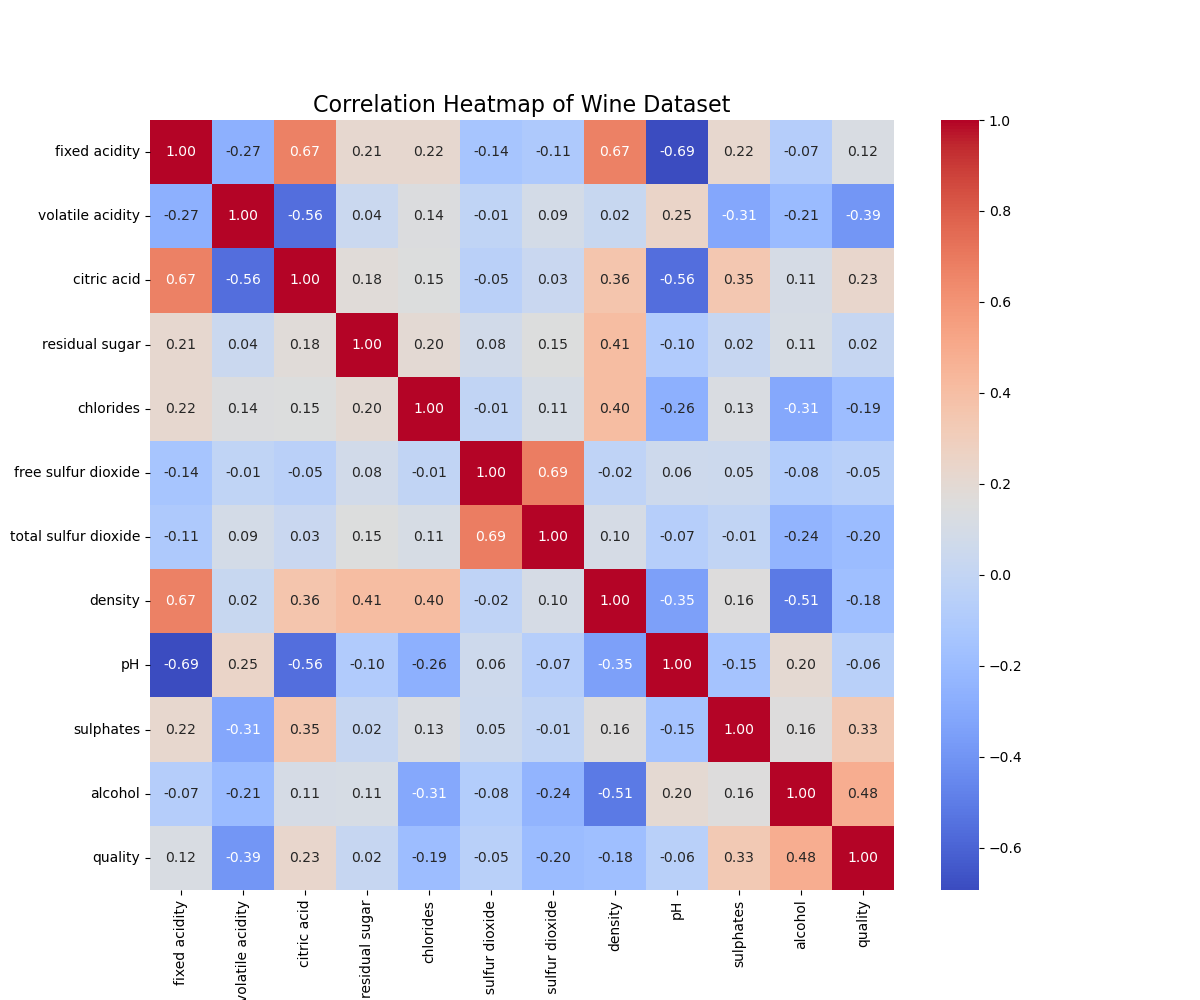 Correlation Heatmap of Wine Dataset
fixed acidity 1.00 -0.27 0.67 0.21 0.22 -0.14 -0.11 0.67 -0.69 0.22 -0.07 0.12
volatile acidity -0.27 1.00 -0.56 0.04 0.14 -0.01 0.09 0.02 0.25 -0.31 -0.21 -0.39
citric acid 0.67 -0.56 1.00 0.18 0.15 -0.05 0.03 0.36 -0.56 0.35 0.11 0.23
residual sugar 0.21 0.04 0.18 1.00 0.20 0.08 0.15 0.41 -0.10 0.02 0.11 0.02
chlorides 0.22 0.14 0.15 0.20 1.00 -0.01 0.11 0.40 -0.26 0.13 -0.31 -0.19
free sulfur dioxide -0.14 -0.01 -0.05 0.08 -0.01 1.00 0.69 -0.02 0.06 0.05 -0.08 -0.05
total sulfur dioxide -0.11 0.09 0.03 0.15 0.11 0.69 1.00 0.10 -0.07 -0.01 -0.24 -0.20
density 0.67 0.02 0.36 0.41 0.40 -0.02 0.10 1.00 -0.35 0.16 -0.51 -0.18
pH -0.69 0.25 -0.56 -0.10 -0.26 0.06 -0.07 -0.35 1.00 -0.15 0.20 -0.06
sulphates 0.22 -0.31 0.35 0.02 0.13 0.05 -0.01 0.16 -0.15 1.00 0.16 0.33
alcohol -0.07 -0.21 0.11 0.11 -0.31 -0.08 -0.24 -0.51 0.20 0.16 1.00 0.48
quality 0.12 -0.39 0.23 0.02 -0.19 -0.05 -0.20 -0.18 -0.06 0.33 0.48 1.00
fixed acidity
volatile acidity
citric acid
residual sugar
chlorides
sulfur dioxide
sulfur dioxide
density
pH
sulphates
alcohol
quality
1.0
0.8
0.6
0.4
0.2
0.0
−0.2
−0.4
−0.6